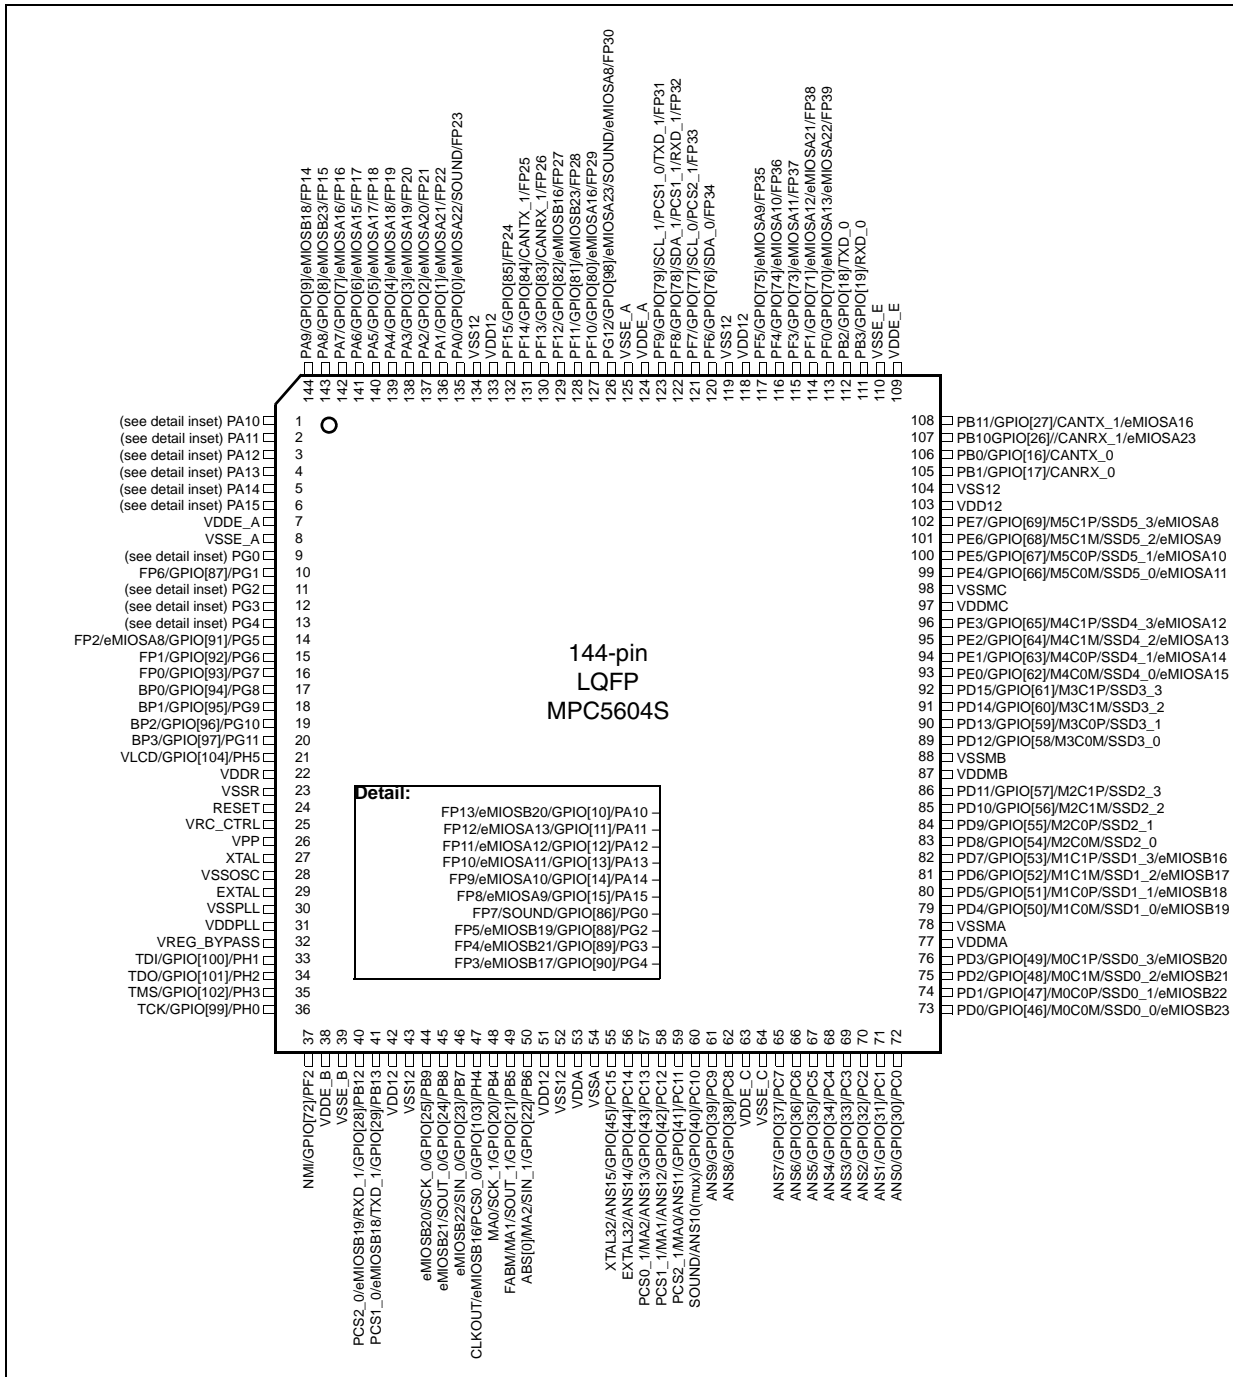 PA9/GPIO[9]/eMIOSB18/FP14
PA8/GPIO[8]/eMIOSB23/FP15
PA7/GPIO[7]/eMIOSA16/FP16
PA6/GPIO[6]/eMIOSA15/FP17
PA5/GPIO[5]/eMIOSA17/FP18
PA4/GPIO[4]/eMIOSA18/FP19
PA3/GPIO[3]/eMIOSA19/FP20
PA2/GPIO[2]/eMIOSA20/FP21
PA1/GPIO[1]/eMIOSA21/FP22
PA0/GPIO[0]/eMIOSA22/SOUND/FP23
VSS12
VDD12
PF15/GPIO[85]/FP24
PF14/GPIO[84]/CANTX_1/FP25
PF13/GPIO[83]/CANRX_1/FP26
PF12/GPIO[82]/eMIOSB16/FP27
PF11/GPIO[81]/eMIOSB23/FP28
PF10/GPIO[80]/eMIOSA16/FP29
PG12/GPIO[98]/eMIOSA23/SOUND/eMIOSA8/FP30
VSSE_A
VDDE_A
PF9/GPIO[79]/SCL_1/PCS1_0/TXD_1/FP31
PF8/GPIO[78]/SDA_1/PCS1_1/RXD_1/FP32
PF7/GPIO[77]/SCL_0/PCS2_1/FP33
PF6/GPIO[76]/SDA_0/FP34
VSS12
VDD12
PF5/GPIO[75]/eMIOSA9/FP35
PF4/GPIO[74]/eMIOSA10/FP36
PF3/GPIO[73]/eMIOSA11/FP37
PF1/GPIO[71]/eMIOSA12/eMIOSA21/FP38
PF0/GPIO[70]/eMIOSA13/eMIOSA22/FP39
PB2/GPIO[18]/TXD_0
PB3/GPIO[19]/RXD_0
VSSE_E
VDDE_E
144
143
142
141
140
139
138
137
136
135
134
133
132
131
130
129
128
127
126
125
124
123
122
121
120
119
118
117
116
115
114
113
112
111
110
109
(see detail inset) PA10 1
(see detail inset) PA11 2
(see detail inset) PA12 3
(see detail inset) PA13 4
(see detail inset) PA14 5
(see detail inset) PA15 6
VDDE_A 7
VSSE_A 8
(see detail inset) PG0 9
FP6/GPIO[87]/PG1 10
(see detail inset) PG2 11
(see detail inset) PG3 12
(see detail inset) PG4 13
FP2/eMIOSA8/GPIO[91]/PG5 14
FP1/GPIO[92]/PG6 15
FP0/GPIO[93]/PG7 16
BP0/GPIO[94]/PG8 17
BP1/GPIO[95]/PG9 18
BP2/GPIO[96]/PG10 19
BP3/GPIO[97]/PG11 20
VLCD/GPIO[104]/PH5 21
VDDR 22
VSSR 23
RESET 24
VRC_CTRL 25
VPP 26
XTAL 27
VSSOSC 28
EXTAL 29
VSSPLL 30
VDDPLL 31
VREG_BYPASS 32
TDI/GPIO[100]/PH1 33
TDO/GPIO[101]/PH2 34
TMS/GPIO[102]/PH3 35
TCK/GPIO[99]/PH0 36
144-pin
LQFP
MPC5604S
Detail:
FP13/eMIOSB20/GPIO[10]/PA10
FP12/eMIOSA13/GPIO[11]/PA11
FP11/eMIOSA12/GPIO[12]/PA12
FP10/eMIOSA11/GPIO[13]/PA13
FP9/eMIOSA10/GPIO[14]/PA14
FP8/eMIOSA9/GPIO[15]/PA15
FP7/SOUND/GPIO[86]/PG0
FP5/eMIOSB19/GPIO[88]/PG2
FP4/eMIOSB21/GPIO[89]/PG3
FP3/eMIOSB17/GPIO[90]/PG4
108 PB11/GPIO[27]/CANTX_1/eMIOSA16
107 PB10GPIO[26]//CANRX_1/eMIOSA23
106 PB0/GPIO[16]/CANTX_0
105 PB1/GPIO[17]/CANRX_0
104 VSS12
103 VDD12
102 PE7/GPIO[69]/M5C1P/SSD5_3/eMIOSA8
101 PE6/GPIO[68]/M5C1M/SSD5_2/eMIOSA9
100 PE5/GPIO[67]/M5C0P/SSD5_1/eMIOSA10
99 PE4/GPIO[66]/M5C0M/SSD5_0/eMIOSA11
98 VSSMC
97 VDDMC
96 PE3/GPIO[65]/M4C1P/SSD4_3/eMIOSA12
95 PE2/GPIO[64]/M4C1M/SSD4_2/eMIOSA13
94 PE1/GPIO[63]/M4C0P/SSD4_1/eMIOSA14
93 PE0/GPIO[62]/M4C0M/SSD4_0/eMIOSA15
92 PD15/GPIO[61]/M3C1P/SSD3_3
91 PD14/GPIO[60]/M3C1M/SSD3_2
90 PD13/GPIO[59]/M3C0P/SSD3_1
89 PD12/GPIO[58/M3C0M/SSD3_0
88 VSSMB
87 VDDMB
86 PD11/GPIO[57]/M2C1P/SSD2_3
85 PD10/GPIO[56]/M2C1M/SSD2_2
84 PD9/GPIO[55]/M2C0P/SSD2_1
83 PD8/GPIO[54]/M2C0M/SSD2_0
82 PD7/GPIO[53]/M1C1P/SSD1_3/eMIOSB16
81 PD6/GPIO[52]/M1C1M/SSD1_2/eMIOSB17
80 PD5/GPIO[51]/M1C0P/SSD1_1/eMIOSB18
79 PD4/GPIO[50]/M1C0M/SSD1_0/eMIOSB19
78 VSSMA
77 VDDMA
76 PD3/GPIO[49]/M0C1P/SSD0_3/eMIOSB20
75 PD2/GPIO[48]/M0C1M/SSD0_2/eMIOSB21
74 PD1/GPIO[47]/M0C0P/SSD0_1/eMIOSB22
73 PD0/GPIO[46]/M0C0M/SSD0_0/eMIOSB23
37
38
39
40
41
42
43
44
45
46
47
48
49
50
51
52
53
54
55
56
57
58
59
60
61
62
63
64
65
66
67
68
69
70
71
72
NMI/GPIO[72]/PF2
VDDE_B
VSSE_B
PCS2_0/eMIOSB19/RXD_1/GPIO[28]/PB12
PCS1_0/eMIOSB18/TXD_1/GPIO[29]/PB13
VDD12
VSS12
eMIOSB20/SCK_0/GPIO[25]/PB9
eMIOSB21/SOUT_0/GPIO[24]/PB8
eMIOSB22/SIN_0/GPIO[23]/PB7
CLKOUT/eMIOSB16/PCS0_0/GPIO[103]/PH4
MA0/SCK_1/GPIO[20]/PB4
FABM/MA1/SOUT_1/GPIO[21]/PB5
ABS[0]/MA2/SIN_1/GPIO[22]/PB6
VDD12
VSS12
VDDA
VSSA
XTAL32/ANS15/GPIO[45]/PC15
EXTAL32/ANS14/GPIO[44]/PC14
PCS0_1/MA2/ANS13/GPIO[43]/PC13
PCS1_1/MA1/ANS12/GPIO[42]/PC12
PCS2_1/MA0/ANS11/GPIO[41]/PC11
SOUND/ANS10(mux)/GPIO[40]/PC10
ANS9/GPIO[39]/PC9
ANS8/GPIO[38]/PC8
VDDE_C
VSSE_C
ANS7/GPIO[37]/PC7
ANS6/GPIO[36]/PC6
ANS5/GPIO[35]/PC5
ANS4/GPIO[34]/PC4
ANS3/GPIO[33]/PC3
ANS2/GPIO[32]/PC2
ANS1/GPIO[31]/PC1
ANS0/GPIO[30]/PC0